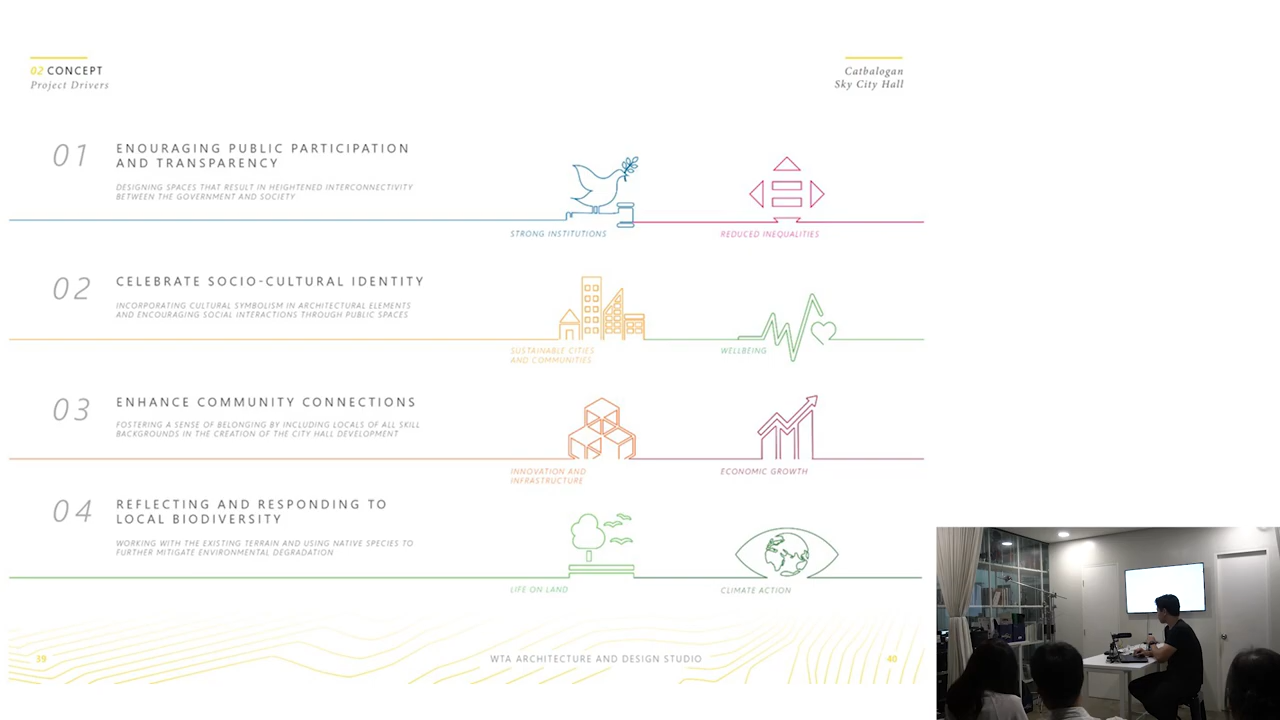 02 CONCEPT
Project Drivers
Catbalogan
Sky City Hall
01
ENOURAGING PUBLIC PARTICIPATION
AND TRANSPARENCY
DESIGNING SPACES THAT RESULT IN HEIGHTENED INTERCONNECTIVITY
BETWEEN THE GOVERNMENT AND SOCIETY
STRONG INSTITUTIONS
REDUCED INEQUALITIES
02
CELEBRATE SOCIO-CULTURAL IDENTITY
INCORPORATING CULTURAL SYMBOLISM IN ARCHITECTURAL ELEMENTS
AND ENCOURAGING SOCIAL INTERACTIONS THROUGH PUBLIC SPACES
SUSTAINABLE CITIES
AND COMMUNITIES
WELLBEING
03
ENHANCE COMMUNITY CONNECTIONS
FOSTERING A SENSE OF BELONGING BY INCLUDING LOCALS OF ALL SKILL
BACKGROUNDS IN THE CREATION OF THE CITY HALL DEVELOPMENT
INNOVATION AND
INFRASTRUCTURE
ECONOMIC GROWTH
04
REFLECTING AND RESPONDING TO
LOCAL BIODIVERSITY
WORKING WITH THE EXISTING TERRAIN AND USING NATIVE SPECIES TO
FURTHER MITIGATE ENVIRONMENTAL DEGRADATION
LIFE ON LAND
CLIMATE ACTION
39
WTA ARCHITECTURE AND DESIGN STUDIO
40